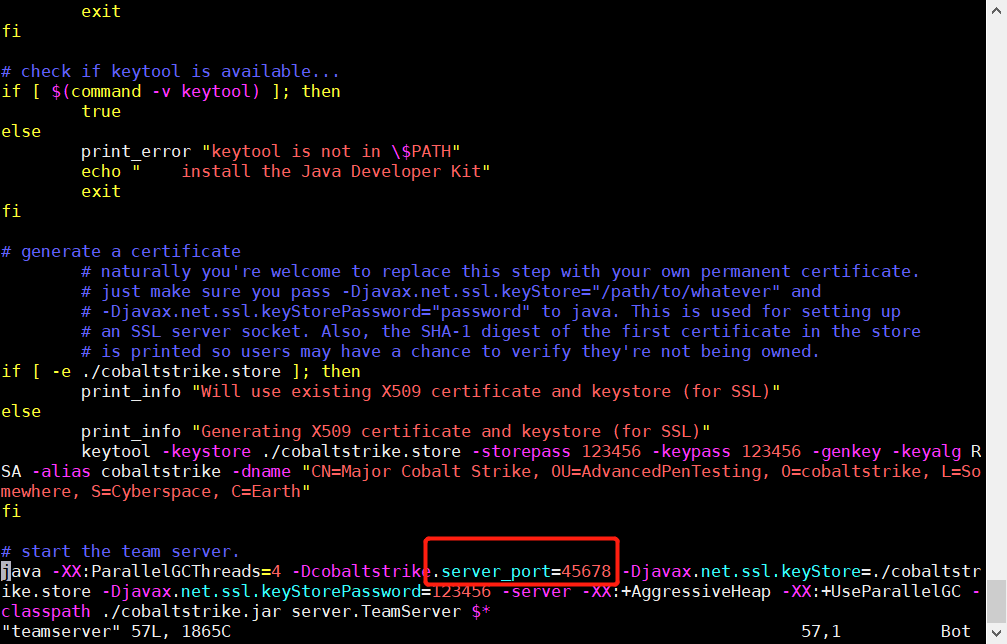 exit
fi

# check if keytool is available...
if [ $(command -v keytool) ]; then
        true
else
        print_error "keytool is not in \$PATH"
        echo "    install the Java Developer Kit"
        exit
fi

# generate a certificate
        # naturally you're welcome to replace this step with your own permanent certificate.
        # just make sure you pass -Djavax.net.ssl.keyStore="/path/to/whatever" and
        # -Djavax.net.ssl.keyStorePassword="password" to java. This is used for setting up
        # an SSL server socket. Also, the SHA-1 digest of the first certificate in the store
        # is printed so users may have a chance to verify they're not being owned.
if [ -e ./cobaltstrike.store ]; then
        print_info "Will use existing X509 certificate and keystore (for SSL)"
else
        print_info "Generating X509 certificate and keystore (for SSL)"
        keytool -keystore ./cobaltstrike.store -storepass 123456 -keypass 123456 -genkey -keyalg R
SA -alias cobaltstrike -dname "CN=Major Cobalt Strike, OU=AdvancedPenTesting, O=cobaltstrike, L=So
mewhere, S=Cyberspace, C=Earth"
fi

# start the team server.
java -XX:ParallelGCThreads=4 -Dcobaltstrike.server_port=45678 -Djavax.net.ssl.keyStore=./cobaltstr
ike.store -Djavax.net.ssl.keyStorePassword=123456 -server -XX:+AggressiveHeap -XX:+UseParallelGC -
classpath ./cobaltstrike.jar server.TeamServer $*
"teamserver" 57L, 1865C                                                         57,1          Bot